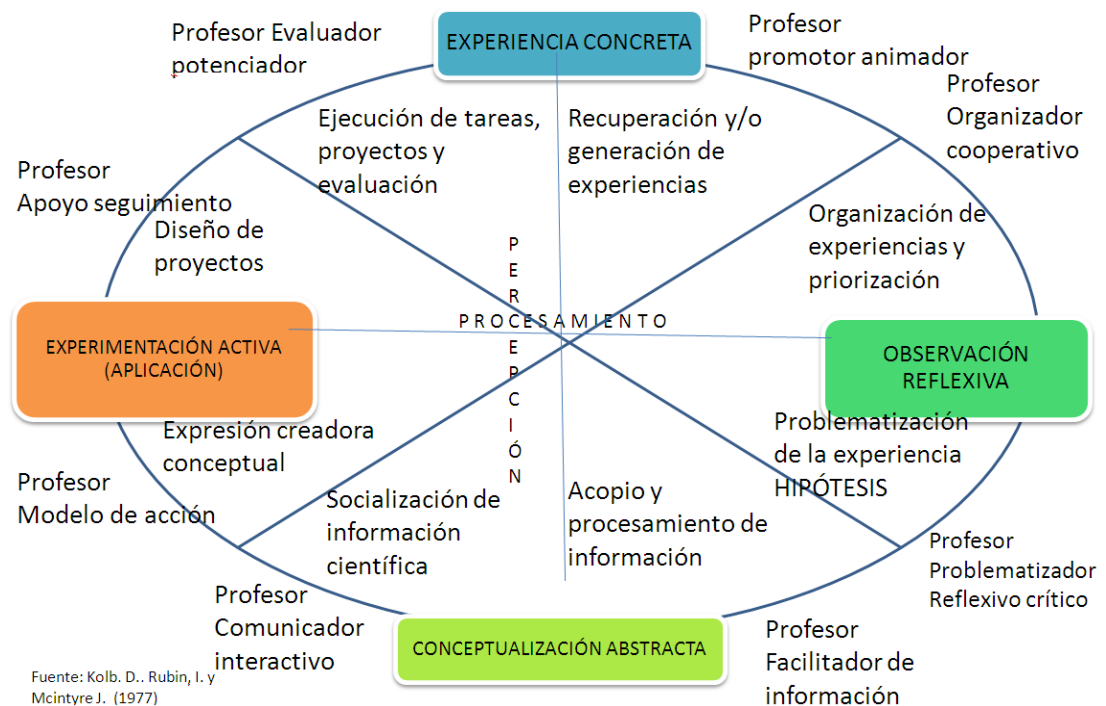 Profesor Evaluador
potenciador
EXPERIENCIA CONCRETA
Profesor
promotor animador
Profesor
Organizador
cooperativo
Ejecución de tareas,
proyectos y
evaluación
Recuperación y/o
generación de
experiencias
Profesor
Apoyo seguimiento
Diseño de
proyectos
Organización de
experiencias y
priorización
PERCEPCIÓN
PROCESAMIENTO
EXPERIMENTACIÓN ACTIVA
(APLICACIÓN)
OBSERVACIÓN
REFLEXIVA
Expresión creadora
conceptual
Problematización
de la experiencia
HIPÓTESIS
Profesor
Modelo de acción
Socialización de
información
científica
Acopio y
procesamiento de
información
Profesor
Problematizador
Reflexivo crítico
Profesor
Comunicador
interactivo
CONCEPTUALIZACIÓN ABSTRACTA
Profesor
Facilitador de
información
Fuente: Kolb. D.. Rubin, I. y
Mcintyre J. (1977)